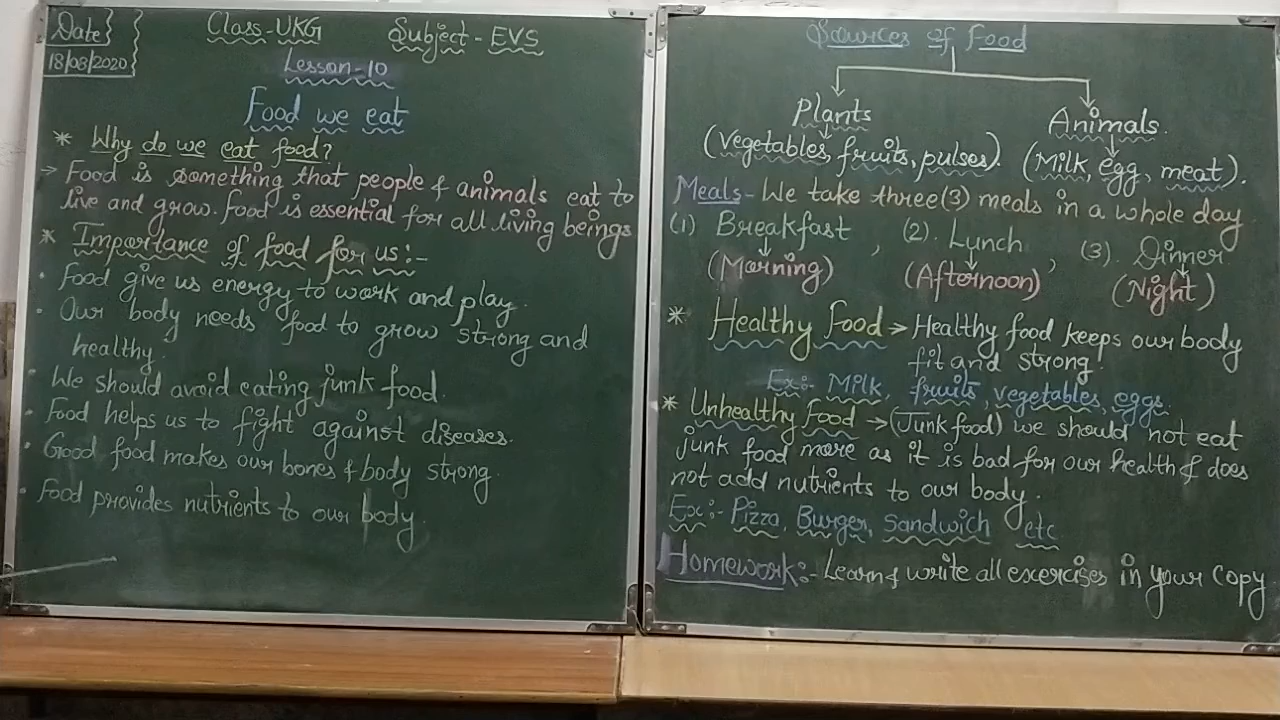 Date
18/08/2020
Class-UKG Subject - EVS
Lesson-10
Food we eat
* Why do we eat food?
→ Food is something that people & animals eat to
live and grow. Food is essential for all living beings
* Importance of food for us:-
• Food give us energy to work and play.
• Our body needs food to grow strong and
healthy.
• We should avoid eating junk food.
• Food helps us to fight against diseases.
• Good food makes our bones & body strong.
• Food provides nutrients to our body.
Sources of Food
Plants Animals.
(Vegetables, fruits, pulses). (Milk, egg, meat).
Meals - We take three(3) meals in a whole day
(1) Breakfast, (2). Lunch, (3). Dinner
(Morning) (Afternoon) (Night)
* Healthy Food → Healthy food keeps our body
fit and strong.
Ex:- Milk, fruits, vegetables, eggs.
* Unhealthy Food → (Junk food) we should not eat
junk food more as it is bad for our health & does
not add nutrients to our body.
Ex:- Pizza, Burger, Sandwich etc
Homework:- Learn & write all excercises in your copy